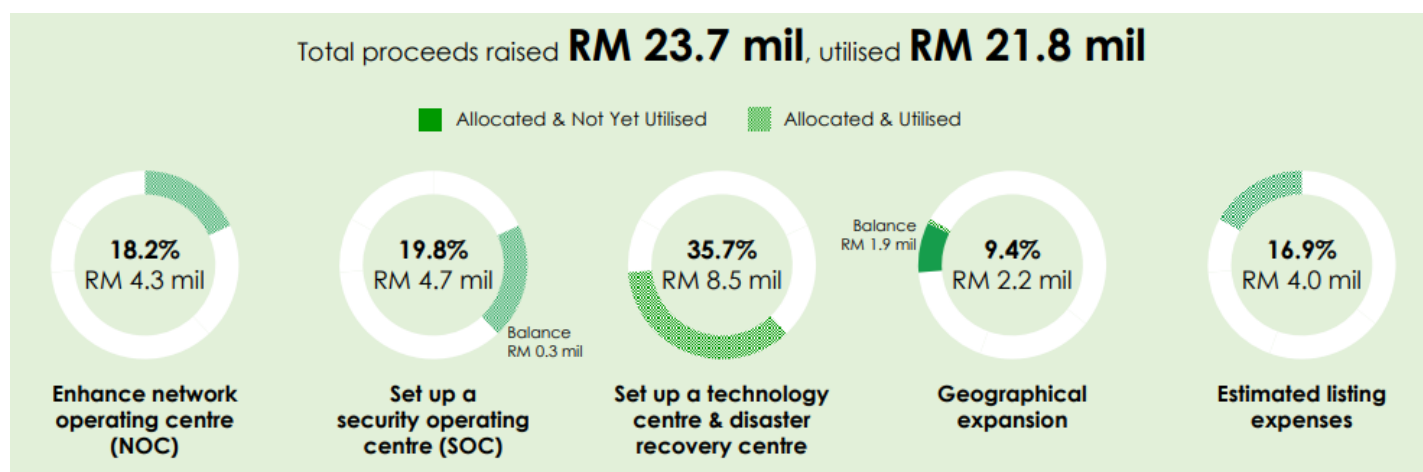 Total proceeds raised RM 23.7 mil, utilised RM 21.8 mil
Allocated & Not Yet Utilised
Allocated & Utilised
18.2%
RM 4.3 mil
Enhance network
operating centre
(NOC)
19.8%
RM 4.7 mil
Balance
RM 0.3 mil
Set up a
security operating
centre (SOC)
35.7%
RM 8.5 mil
Set up a technology
centre & disaster
recovery centre
Balance
RM 1.9 mil
9.4%
RM 2.2 mil
Geographical
expansion
16.9%
RM 4.0 mil
Estimated listing
expenses